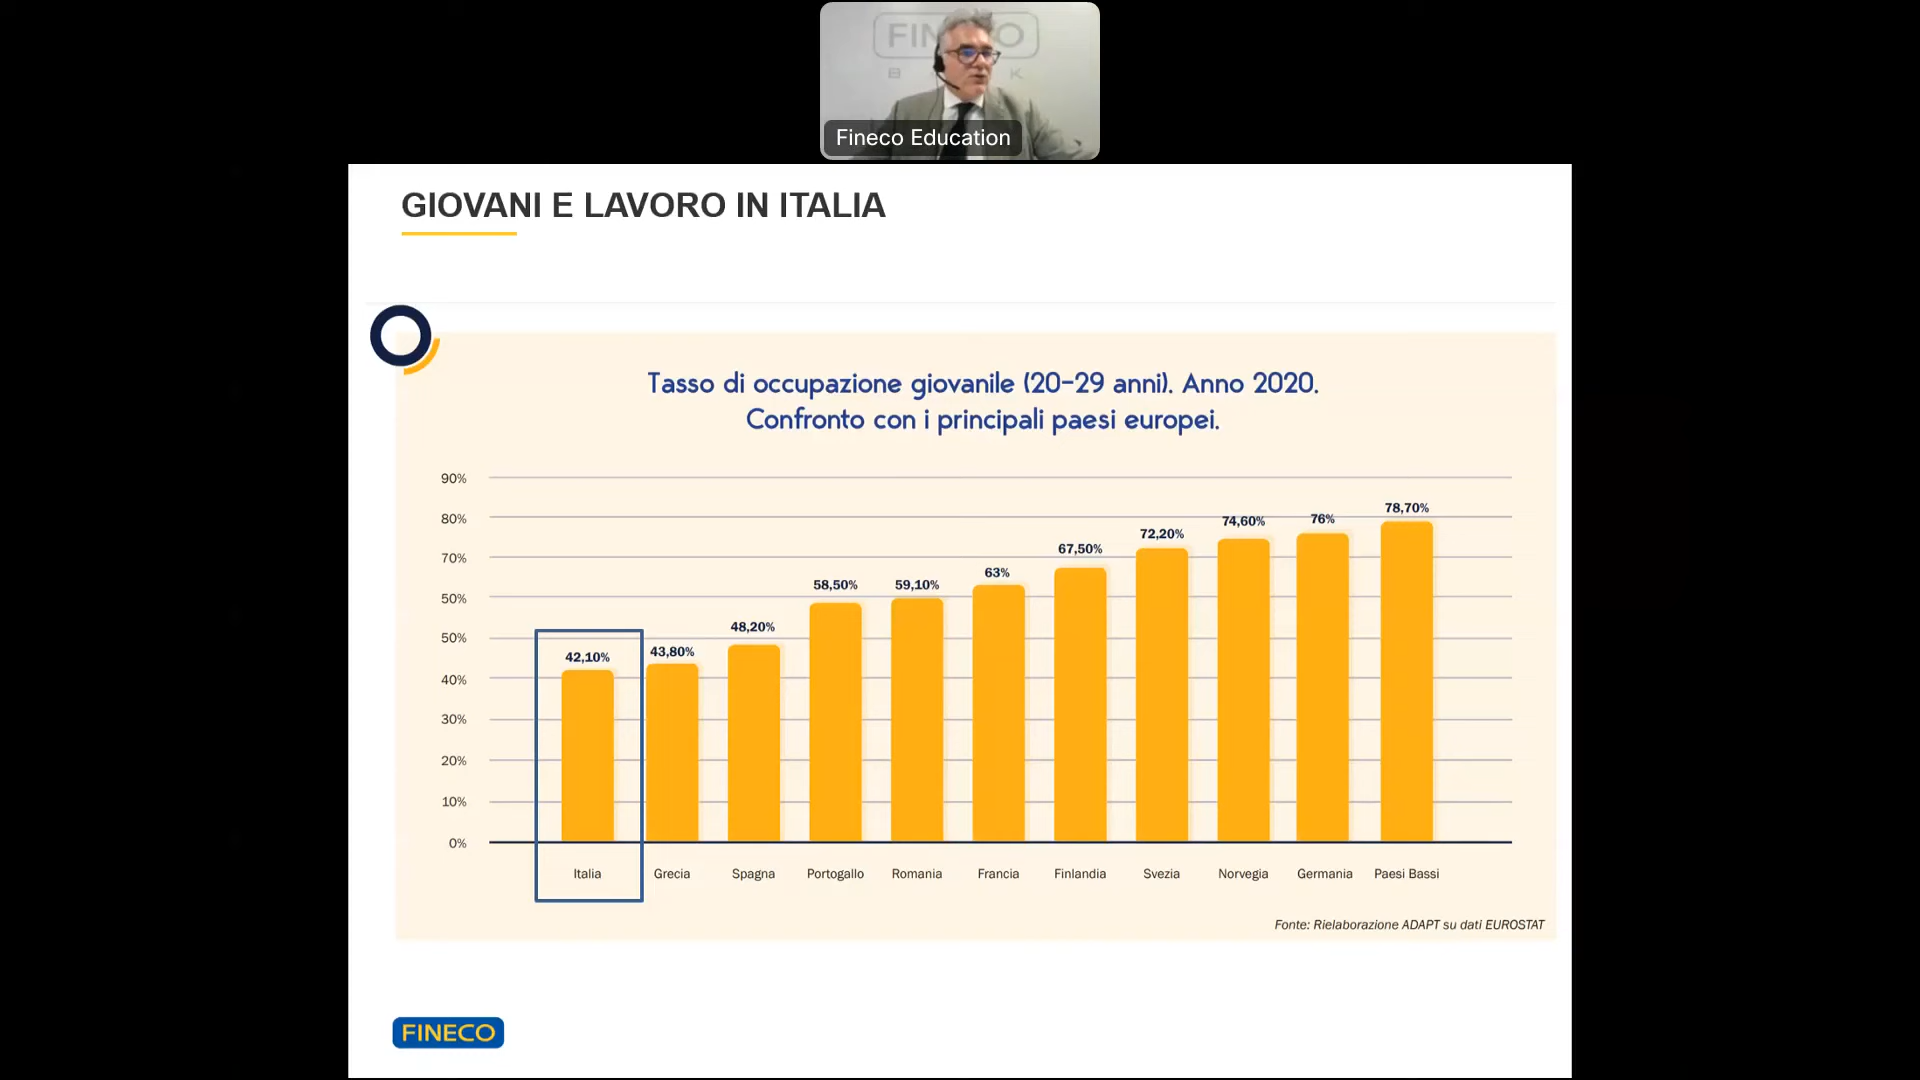 FINECO
B K
Fineco Education
GIOVANI E LAVORO IN ITALIA
Tasso di occupazione giovanile (20-29 anni). Anno 2020.
Confronto con i principali paesi europei.
90%
80%
70%
50%
50%
40%
30%
20%
10%
0%
42,10%
43,80%
48,20%
58,50%
59,10%
63%
67,50%
72,20%
74,60%
76%
78,70%
Italia
Grecia
Spagna
Portogallo
Romania
Francia
Finlandia
Svezia
Norvegia
Germania
Paesi Bassi
Fonte: Rielaborazione ADAPT su dati EUROSTAT
FINECO